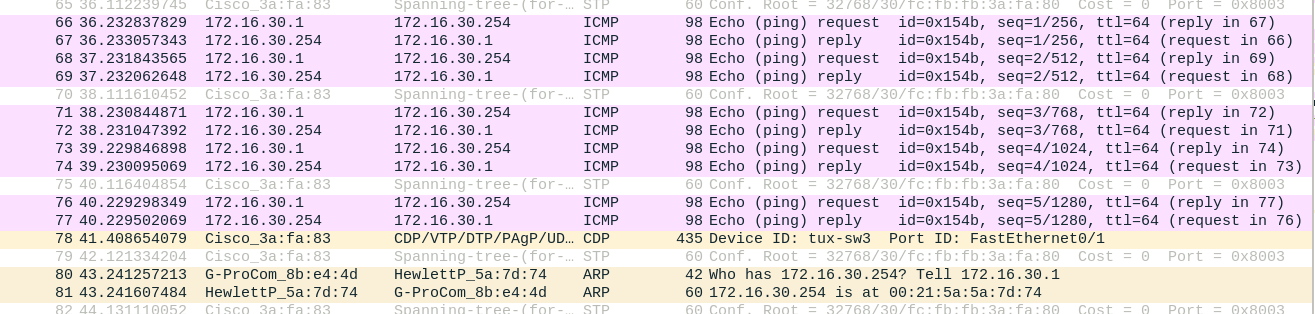 65 36.112239745 Cisco_3a:fa:83 Spanning-tree-(for-… STP 60 Conf. Root = 32768/30/fc:fb:fb:3a:fa:80 Cost = 0 Port = 0x8003
66 36.232837829 172.16.30.1 172.16.30.254 ICMP 98 Echo (ping) request id=0x154b, seq=1/256, ttl=64 (reply in 67)
67 36.233057343 172.16.30.254 172.16.30.1 ICMP 98 Echo (ping) reply id=0x154b, seq=1/256, ttl=64 (request in 66)
68 37.231843565 172.16.30.1 172.16.30.254 ICMP 98 Echo (ping) request id=0x154b, seq=2/512, ttl=64 (reply in 69)
69 37.232062648 172.16.30.254 172.16.30.1 ICMP 98 Echo (ping) reply id=0x154b, seq=2/512, ttl=64 (request in 68)
70 38.111610452 Cisco_3a:fa:83 Spanning-tree-(for-… STP 60 Conf. Root = 32768/30/fc:fb:fb:3a:fa:80 Cost = 0 Port = 0x8003
71 38.230844871 172.16.30.1 172.16.30.254 ICMP 98 Echo (ping) request id=0x154b, seq=3/768, ttl=64 (reply in 72)
72 38.231047392 172.16.30.254 172.16.30.1 ICMP 98 Echo (ping) reply id=0x154b, seq=3/768, ttl=64 (request in 71)
73 39.229846898 172.16.30.1 172.16.30.254 ICMP 98 Echo (ping) request id=0x154b, seq=4/1024, ttl=64 (reply in 74)
74 39.230095069 172.16.30.254 172.16.30.1 ICMP 98 Echo (ping) reply id=0x154b, seq=4/1024, ttl=64 (request in 73)
75 40.116404854 Cisco_3a:fa:83 Spanning-tree-(for-… STP 60 Conf. Root = 32768/30/fc:fb:fb:3a:fa:80 Cost = 0 Port = 0x8003
76 40.229298349 172.16.30.1 172.16.30.254 ICMP 98 Echo (ping) request id=0x154b, seq=5/1280, ttl=64 (reply in 77)
77 40.229502069 172.16.30.254 172.16.30.1 ICMP 98 Echo (ping) reply id=0x154b, seq=5/1280, ttl=64 (request in 76)
78 41.408654079 Cisco_3a:fa:83 CDP/VTP/DTP/PAgP/UD… CDP 435 Device ID: tux-sw3 Port ID: FastEthernet0/1
79 42.121334204 Cisco_3a:fa:83 Spanning-tree-(for-… STP 60 Conf. Root = 32768/30/fc:fb:fb:3a:fa:80 Cost = 0 Port = 0x8003
80 43.241257213 G-ProCom_8b:e4:4d HewlettP_5a:7d:74 ARP 42 Who has 172.16.30.254? Tell 172.16.30.1
81 43.241607484 HewlettP_5a:7d:74 G-ProCom_8b:e4:4d ARP 60 172.16.30.254 is at 00:21:5a:5a:7d:74
82 44.131110052 Cisco_3a:fa:83 Spanning-tree-(for-… STP 60 Conf. Root = 32768/30/fc:fb:fb:3a:fa:80 Cost = 0 Port = 0x8003